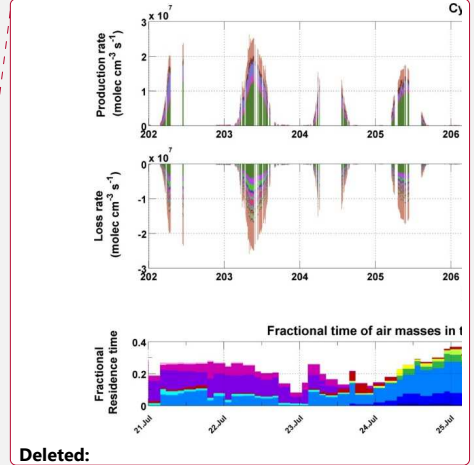 Cy
x 10^7
3
2
1
0
Production rate
(molec cm^-3 s^-1)
202 203 204 205 206
x 10^7
0
-1
-2
-3
Loss rate
(molec cm^-3 s^-1)
202 203 204 205 206
Fractional time of air masses in t
0.4
0.2
0
Fractional
Residence time
21.Jul 22.Jul 23.Jul 24.Jul 25.Jul
Deleted: